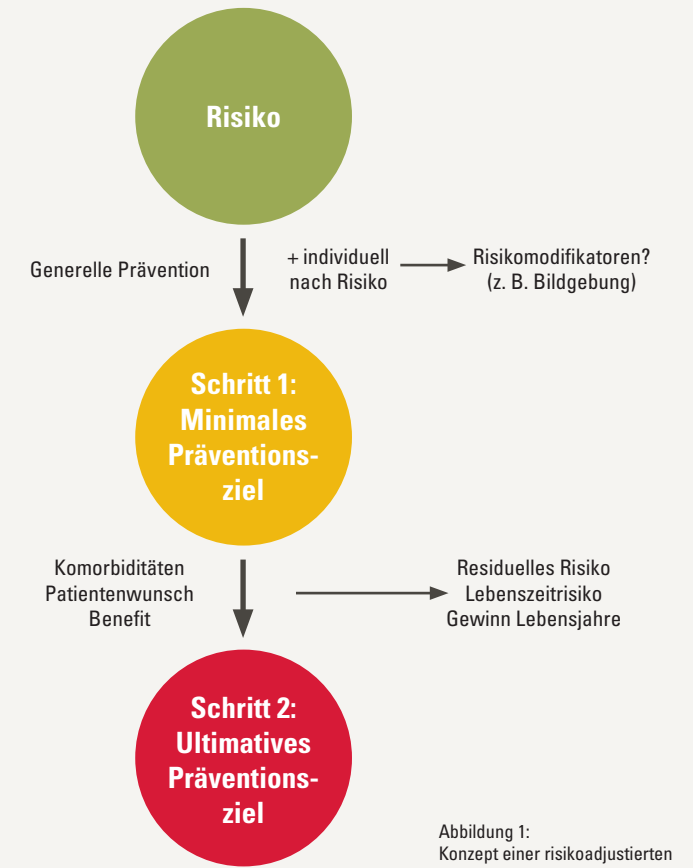 Risiko
Generelle Prävention
+ individuell
nach Risiko
Risikomodifikatoren?
(z. B. Bildgebung)
Schritt 1:
Minimales
Präventions-
ziel
Komorbiditäten
Patientenwunsch
Benefit
Residuelles Risiko
Lebenszeitrisiko
Gewinn Lebensjahre
Schritt 2:
Ultimatives
Präventions-
ziel
Abbildung 1:
Konzept einer risikoadjustierten